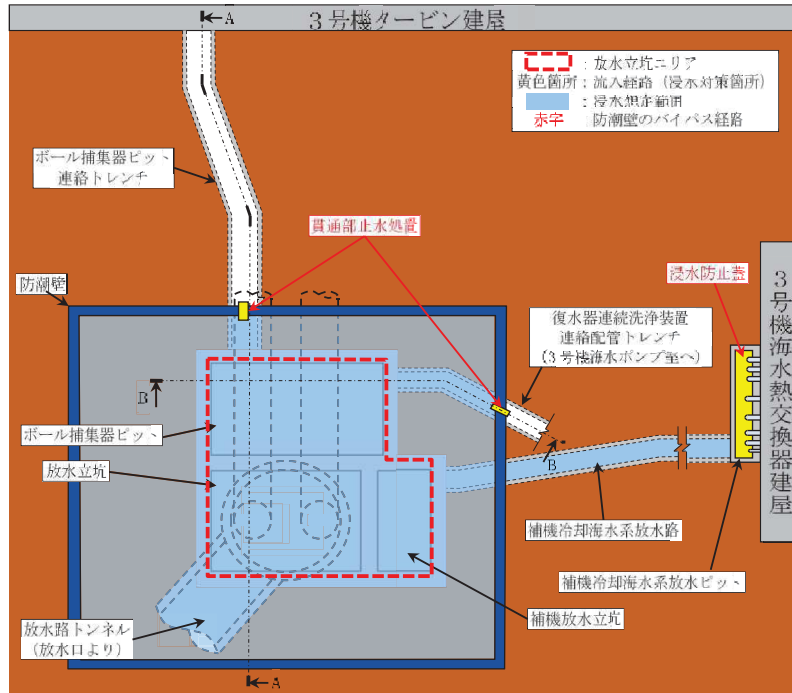 A
3号機タービン建屋
：放水立坑エリア
黄色箇所：流入経路（浸水対策箇所）
：浸水想定範囲
赤字：防潮壁のバイパス経路
ボール捕集器ピット
連絡トレンチ
貫通部止水処置
浸水防止蓋
防潮壁
復水器連続洗浄装置
連絡配管トレンチ
（3号機海水ポンプ室へ）
3号機海水熱交換器建屋
B
ボール捕集器ピット
放水立坑
B
補機冷却海水系放水路
補機冷却海水系放水ピット
補機放水立坑
放水路トンネル
（放水口より）
A